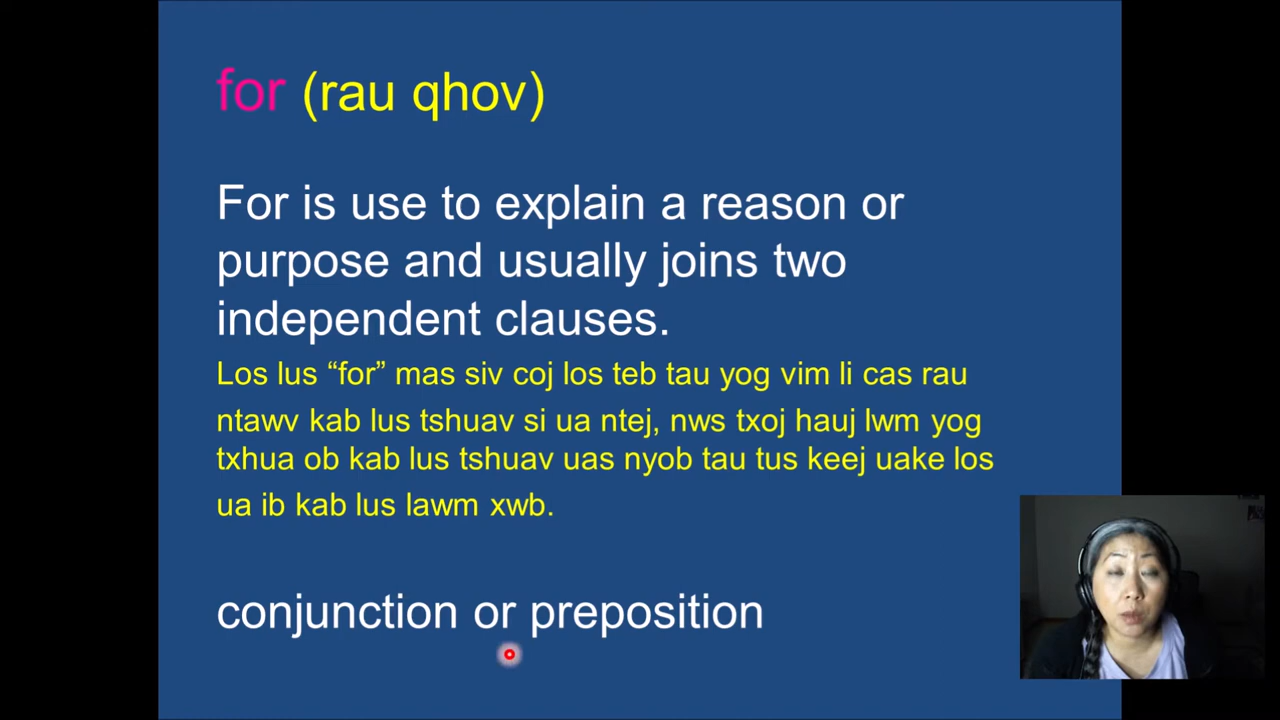 for (rau qhov)
For is use to explain a reason or
purpose and usually joins two
independent clauses.
Los lus “for” mas siv coj los teb tau yog vim li cas rau
ntawv kab lus tshuav si ua ntej, nws txoj hauj lwm yog
txhua ob kab lus tshuav uas nyob tau tus keej uake los
ua ib kab lus lawm xwb.
conjunction or preposition